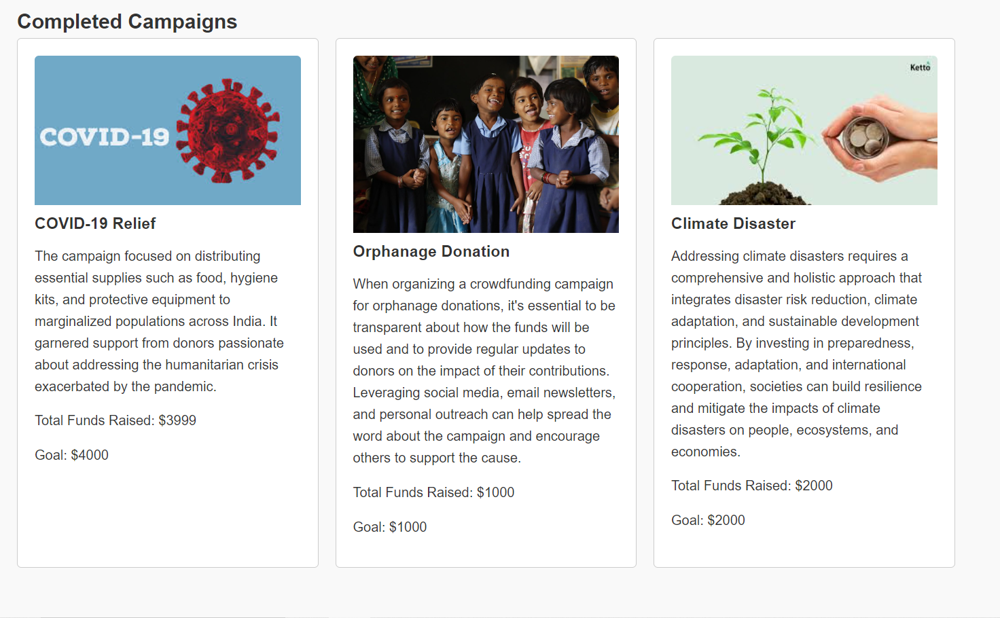 Completed Campaigns
COVID-19
COVID-19 Relief
The campaign focused on distributing
essential supplies such as food, hygiene
kits, and protective equipment to
marginalized populations across India. It
garnered support from donors passionate
about addressing the humanitarian crisis
exacerbated by the pandemic.
Total Funds Raised: $3999
Goal: $4000
Orphanage Donation
When organizing a crowdfunding campaign
for orphanage donations, it's essential to be
transparent about how the funds will be
used and to provide regular updates to
donors on the impact of their contributions.
Leveraging social media, email newsletters,
and personal outreach can help spread the
word about the campaign and encourage
others to support the cause.
Total Funds Raised: $1000
Goal: $1000
Ketto
Climate Disaster
Addressing climate disasters requires a
comprehensive and holistic approach that
integrates disaster risk reduction, climate
adaptation, and sustainable development
principles. By investing in preparedness,
response, adaptation, and international
cooperation, societies can build resilience
and mitigate the impacts of climate
disasters on people, ecosystems, and
economies.
Total Funds Raised: $2000
Goal: $2000